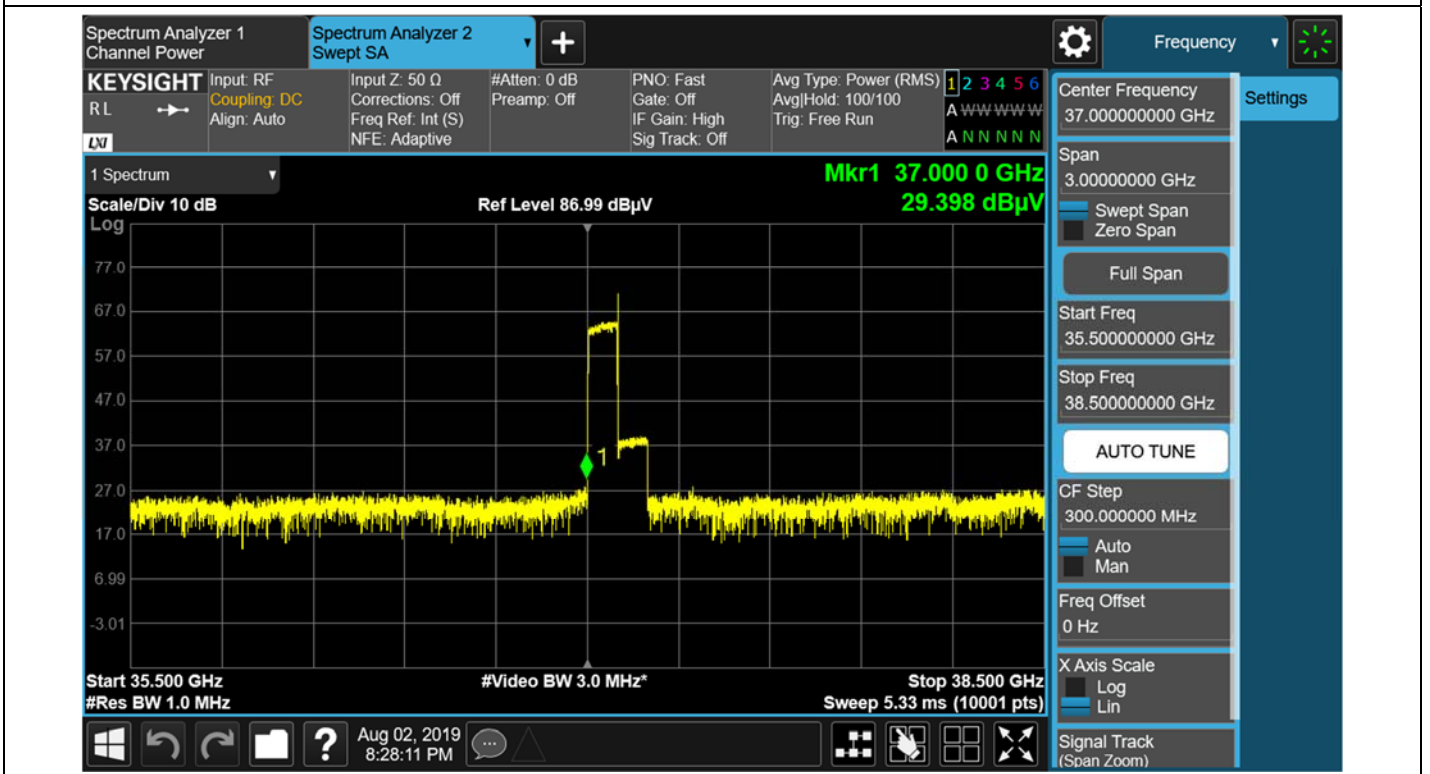 Spectrum Analyzer 1
Channel Power
Spectrum Analyzer 2
Swept SA
Frequency
KEYSIGHT
R L
LXI
Input: RF
Coupling: DC
Align: Auto
Input Z: 50 Ω
Corrections: Off
Freq Ref: Int (S)
NFE: Adaptive
#Atten: 0 dB
Preamp: Off
PNO: Fast
Gate: Off
IF Gain: High
Sig Track: Off
Avg Type: Power (RMS)
Avg|Hold: 100/100
Trig: Free Run
1 2 3 4 5 6
A W W W W W
A N N N N N
1 Spectrum
Scale/Div 10 dB
Log
Ref Level 86.99 dBµV
Mkr1 37.000 0 GHz
29.398 dBµV
77.0
67.0
57.0
47.0
37.0
27.0
17.0
6.99
-3.01
1
Start 35.500 GHz
#Res BW 1.0 MHz
#Video BW 3.0 MHz*
Stop 38.500 GHz
Sweep 5.33 ms (10001 pts)
Aug 02, 2019
8:28:11 PM
Center Frequency
37.000000000 GHz
Settings
Span
3.00000000 GHz
Swept Span
Zero Span
Full Span
Start Freq
35.500000000 GHz
Stop Freq
38.500000000 GHz
AUTO TUNE
CF Step
300.000000 MHz
Auto
Man
Freq Offset
0 Hz
X Axis Scale
Log
Lin
Signal Track
(Span Zoom)